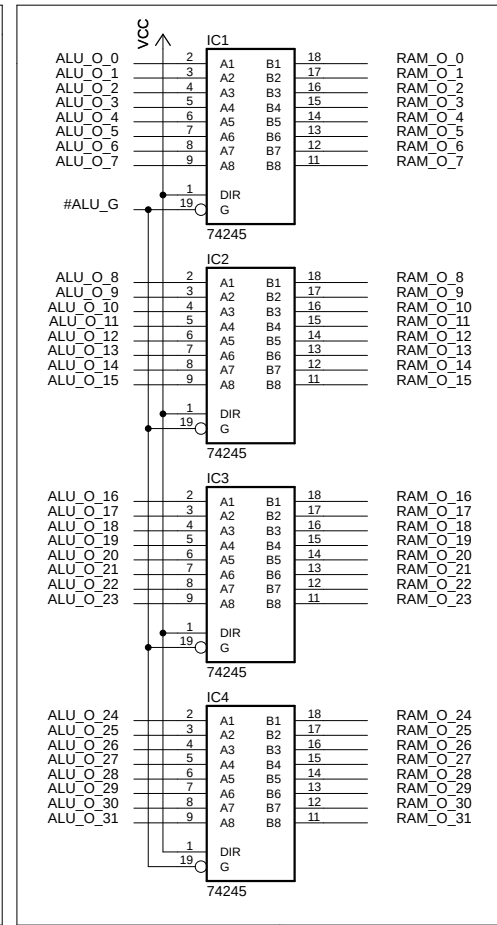 VCC
IC1
ALU_O_0 2 A1 B1 18 RAM_O_0
ALU_O_1 3 A2 B2 17 RAM_O_1
ALU_O_2 4 A3 B3 16 RAM_O_2
ALU_O_3 5 A4 B4 15 RAM_O_3
ALU_O_4 6 A5 B5 14 RAM_O_4
ALU_O_5 7 A6 B6 13 RAM_O_5
ALU_O_6 8 A7 B7 12 RAM_O_6
ALU_O_7 9 A8 B8 11 RAM_O_7
1 DIR
#ALU_G 19 G
74245
IC2
ALU_O_8 2 A1 B1 18 RAM_O_8
ALU_O_9 3 A2 B2 17 RAM_O_9
ALU_O_10 4 A3 B3 16 RAM_O_10
ALU_O_11 5 A4 B4 15 RAM_O_11
ALU_O_12 6 A5 B5 14 RAM_O_12
ALU_O_13 7 A6 B6 13 RAM_O_13
ALU_O_14 8 A7 B7 12 RAM_O_14
ALU_O_15 9 A8 B8 11 RAM_O_15
1 DIR
19 G
74245
IC3
ALU_O_16 2 A1 B1 18 RAM_O_16
ALU_O_17 3 A2 B2 17 RAM_O_17
ALU_O_18 4 A3 B3 16 RAM_O_18
ALU_O_19 5 A4 B4 15 RAM_O_19
ALU_O_20 6 A5 B5 14 RAM_O_20
ALU_O_21 7 A6 B6 13 RAM_O_21
ALU_O_22 8 A7 B7 12 RAM_O_22
ALU_O_23 9 A8 B8 11 RAM_O_23
1 DIR
19 G
74245
IC4
ALU_O_24 2 A1 B1 18 RAM_O_24
ALU_O_25 3 A2 B2 17 RAM_O_25
ALU_O_26 4 A3 B3 16 RAM_O_26
ALU_O_27 5 A4 B4 15 RAM_O_27
ALU_O_28 6 A5 B5 14 RAM_O_28
ALU_O_29 7 A6 B6 13 RAM_O_29
ALU_O_30 8 A7 B7 12 RAM_O_30
ALU_O_31 9 A8 B8 11 RAM_O_31
1 DIR
19 G
74245